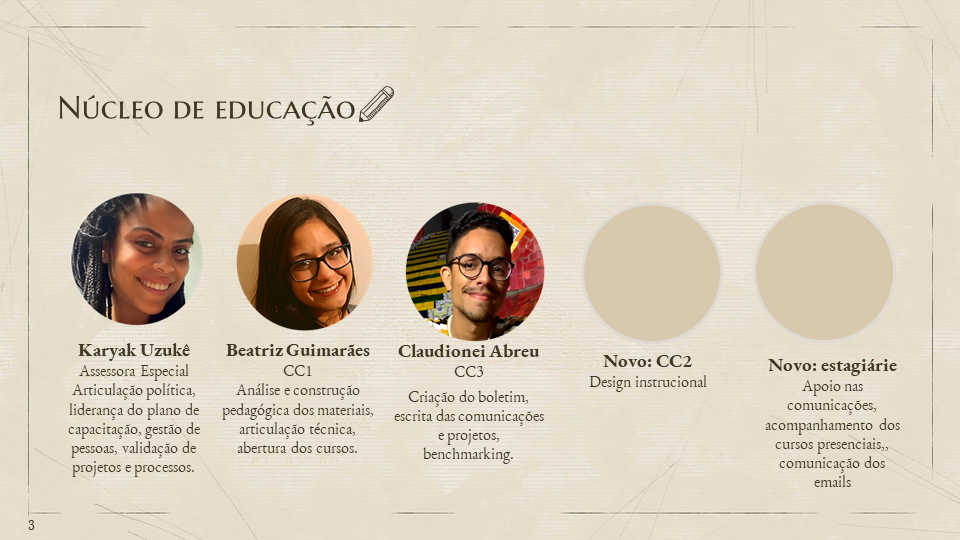 Núcleo de educação
Karyak Uzukê
Assessora Especial
Articulação política,
liderança do plano de
capacitação, gestão de
pessoas, validação de
projetos e processos.
Beatriz Guimarães
CC1
Análise e construção
pedagógica dos materiais,
articulação técnica,
abertura dos cursos.
Claudionei Abreu
CC3
Criação do boletim,
escrita das comunicações
e projetos,
benchmarking.
Novo: CC2
Design instrucional
Novo: estagiárie
Apoio nas
comunicações,
acompanhamento dos
cursos presenciais,,
comunicação dos
emails
3